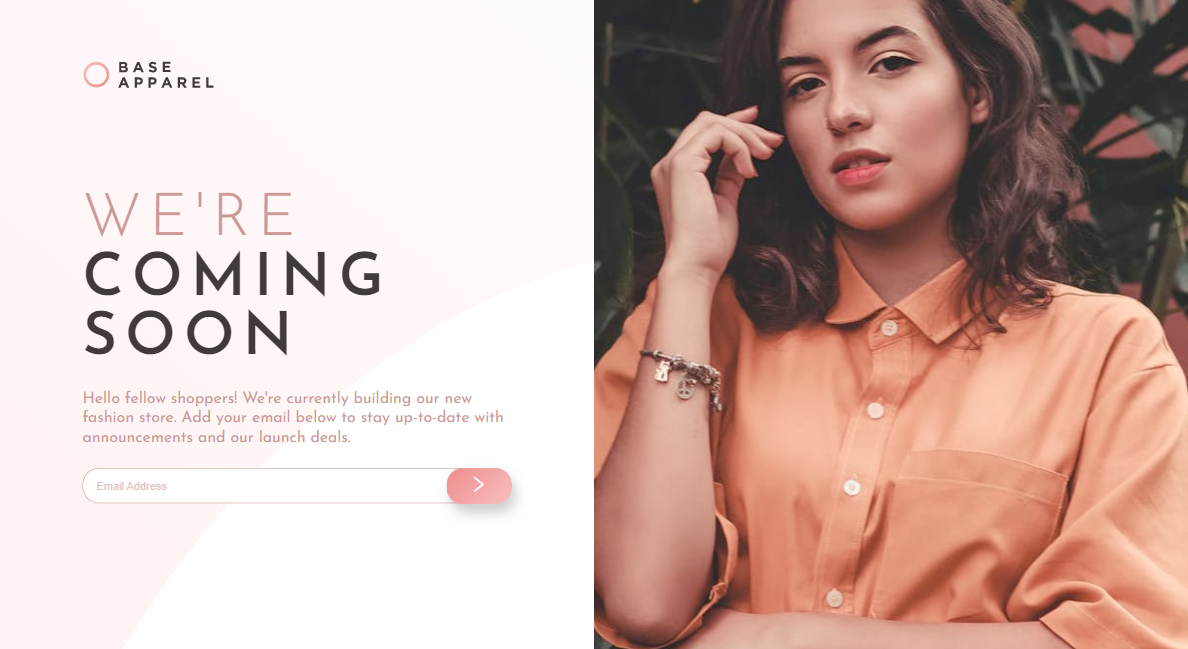 BASE
APPAREL
WE'RE
COMING
SOON
Hello fellow shoppers! We're currently building our new
fashion store. Add your email below to stay up-to-date with
announcements and our launch deals.
Email Address